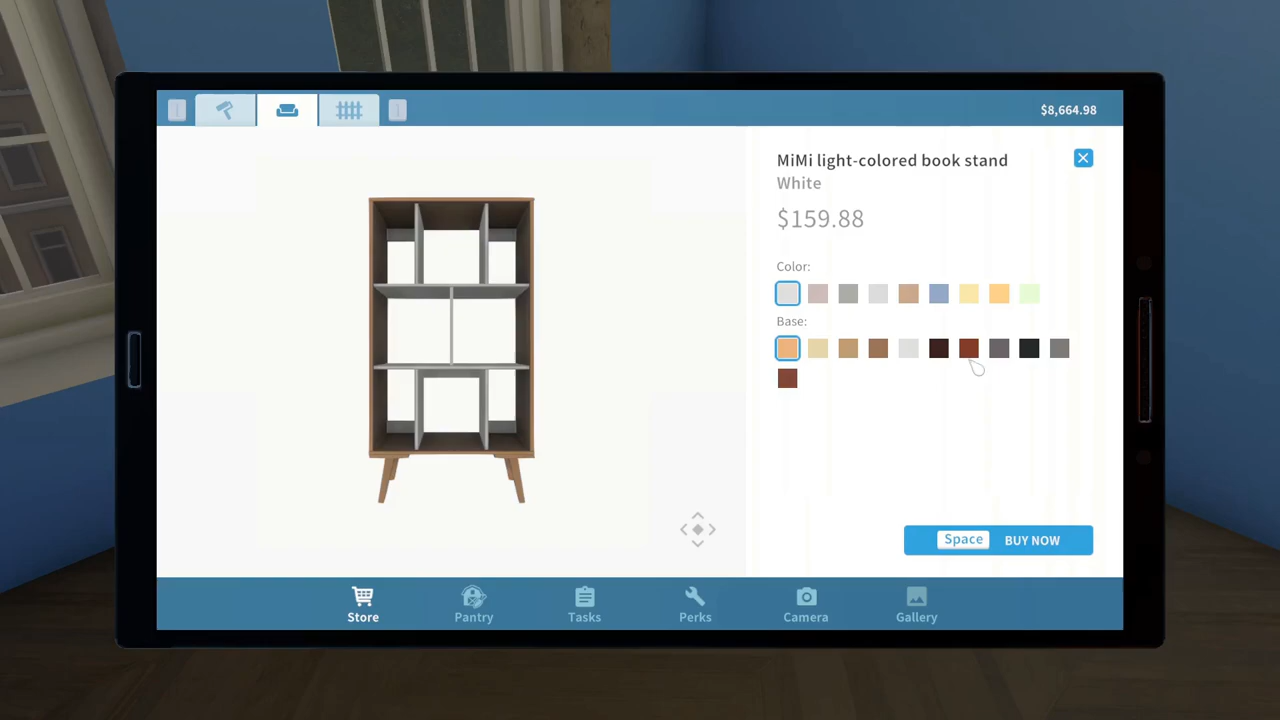 $8,664.98
MiMi light-colored book stand
White
$159.88
Color:
Base:
Space BUY NOW
Store Pantry Tasks Perks Camera Gallery